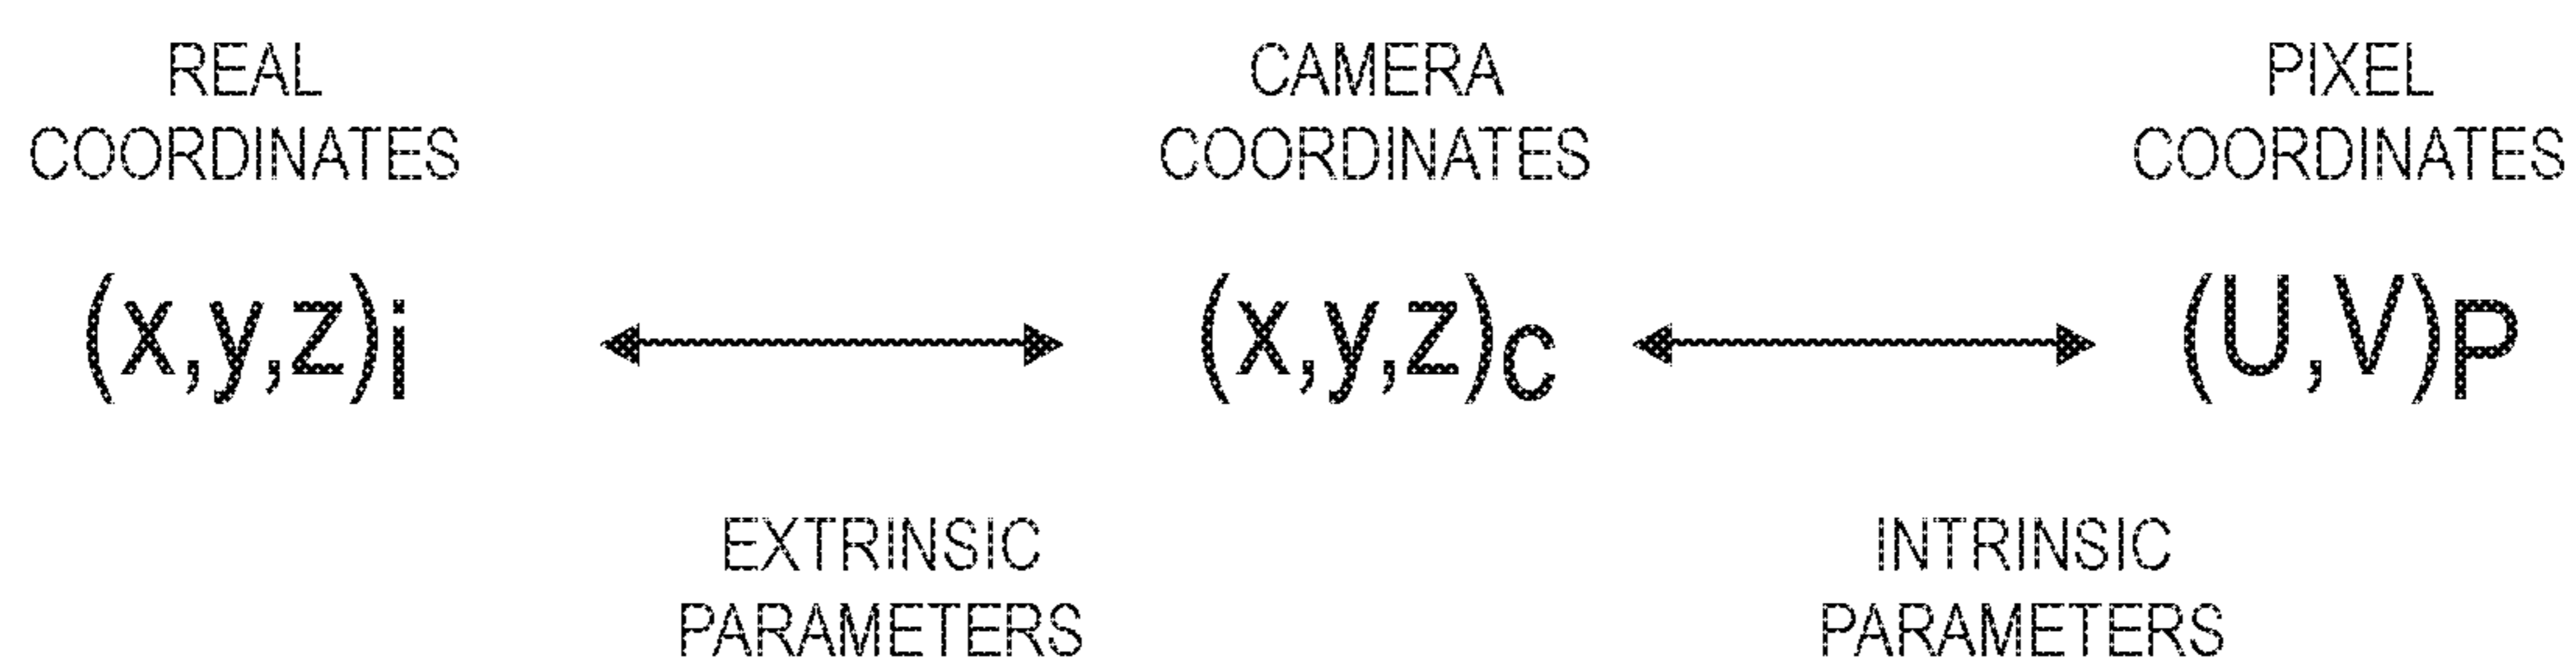 REAL
COORDINATES
CAMERA
COORDINATES
PIXEL
COORDINATES
(x,y,z)i
(x,y,z)c
(U,V)P
EXTRINSIC
PARAMETERS
INTRINSIC
PARAMETERS